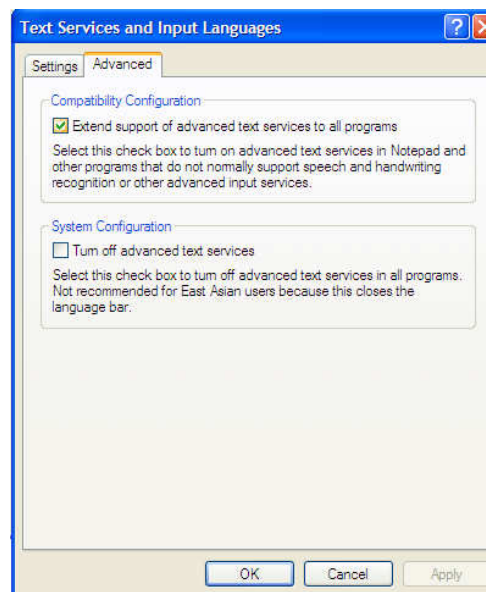 Text Services and Input Languages
Settings Advanced
Compatibility Configuration
Extend support of advanced text services to all programs
Select this check box to turn on advanced text services in Notepad and
other programs that do not normally support speech and handwriting
recognition or other advanced input services.
System Configuration
Turn off advanced text services
Select this check box to turn off advanced text services in all programs.
Not recommended for East Asian users because this closes the
language bar.
OK Cancel Apply